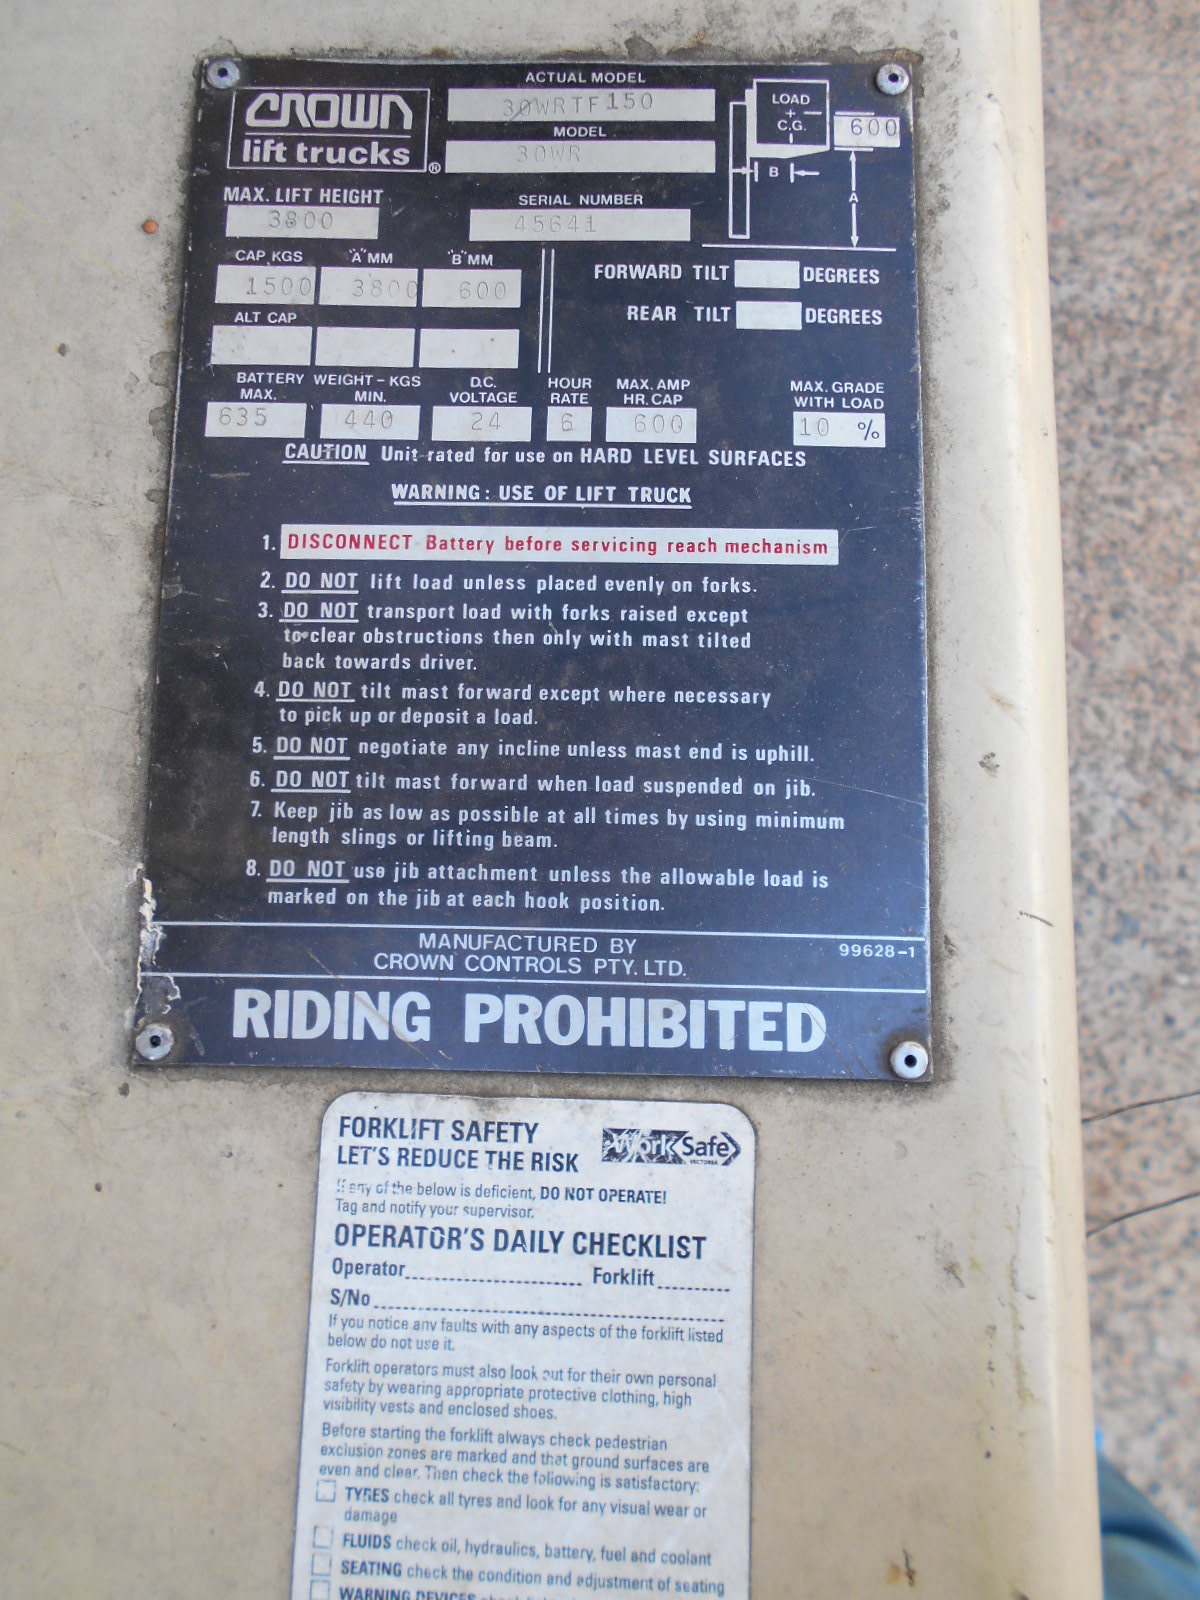 ACTUAL MODEL
CROWN
lift trucks ®
30WRTF150
MODEL
30WR
LOAD
C.G.
600
B
A
MAX. LIFT HEIGHT
3800
SERIAL NUMBER
45641
CAP. KGS "A" MM "B" MM
1500 3800 600
FORWARD TILT DEGREES
REAR TILT DEGREES
ALT CAP
BATTERY WEIGHT-KGS
MAX. MIN.
635 440
D.C.
VOLTAGE
24
HOUR
RATE
6
MAX. AMP
HR. CAP
600
MAX. GRADE
WITH LOAD
10 %
CAUTION Unit rated for use on HARD LEVEL SURFACES
WARNING: USE OF LIFT TRUCK
1. DISCONNECT Battery before servicing reach mechanism
2. DO NOT lift load unless placed evenly on forks.
3. DO NOT transport load with forks raised except
to clear obstructions then only with mast tilted
back towards driver.
4. DO NOT tilt mast forward except where necessary
to pick up or deposit a load.
5. DO NOT negotiate any incline unless mast end is uphill.
6. DO NOT tilt mast forward when load suspended on jib.
7. Keep jib as low as possible at all times by using minimum
length slings or lifting beam.
8. DO NOT use jib attachment unless the allowable load is
marked on the jib at each hook position.
MANUFACTURED BY
CROWN CONTROLS PTY. LTD.
99628-1
RIDING PROHIBITED
FORKLIFT SAFETY
LET'S REDUCE THE RISK
WorkSafe
VICTORIA
If any of the below is deficient, DO NOT OPERATE!
Tag and notify your supervisor.
OPERATOR'S DAILY CHECKLIST
Operator Forklift
S/No
If you notice any faults with any aspects of the forklift listed
below do not use it.
Forklift operators must also look out for their own personal
safety by wearing appropriate protective clothing, high
visibility vests and enclosed shoes.
Before starting the forklift always check pedestrian
exclusion zones are marked and that ground surfaces are
even and clear. Then check the following is satisfactory:
TYRES check all tyres and look for any visual wear or
damage
FLUIDS check oil, hydraulics, battery, fuel and coolant
SEATING check the condition and adjustment of seating
WARNING DEVICES